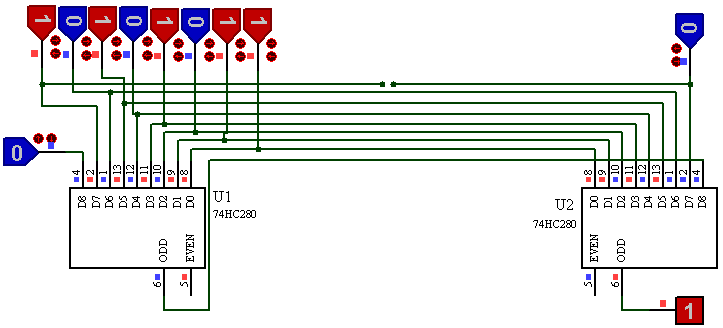 1 0 1 0 1 0 1 1 0
0
4 2 1 13 12 11 10 9 8
8 9 10 11 12 13 1 2 4
D8 D7 D6 D5 D4 D3 D2 D1 D0
U1
74HC280
D0 D1 D2 D3 D4 D5 D6 D7 D8
U2
74HC280
ODD EVEN
EVEN ODD
6 5
5 6
1